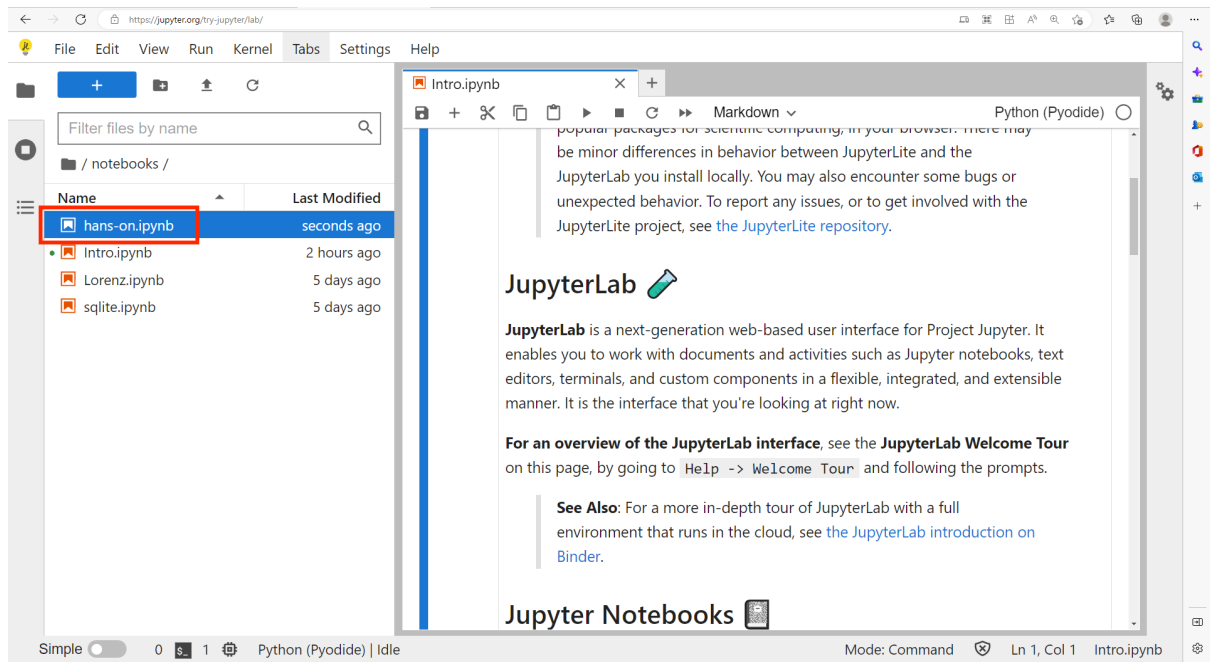 https://jupyter.org/try-jupyter/lab/
File Edit View Run Kernel Tabs Settings Help
Filter files by name
/ notebooks /
Name Last Modified
hans-on.ipynb seconds ago
Intro.ipynb 2 hours ago
Lorenz.ipynb 5 days ago
sqlite.ipynb 5 days ago
Intro.ipynb
Markdown Python (Pyodide)
popular packages for scientific computing, in your browser. There may
be minor differences in behavior between JupyterLite and the
JupyterLab you install locally. You may also encounter some bugs or
unexpected behavior. To report any issues, or to get involved with the
JupyterLite project, see the JupyterLite repository.
JupyterLab
JupyterLab is a next-generation web-based user interface for Project Jupyter. It
enables you to work with documents and activities such as Jupyter notebooks, text
editors, terminals, and custom components in a flexible, integrated, and extensible
manner. It is the interface that you're looking at right now.
For an overview of the JupyterLab interface, see the JupyterLab Welcome Tour
on this page, by going to Help -> Welcome Tour and following the prompts.
See Also: For a more in-depth tour of JupyterLab with a full
environment that runs in the cloud, see the JupyterLab introduction on
Binder.
Jupyter Notebooks
Simple 0 $_ 1 Python (Pyodide) | Idle Mode: Command Ln 1, Col 1 Intro.ipynb